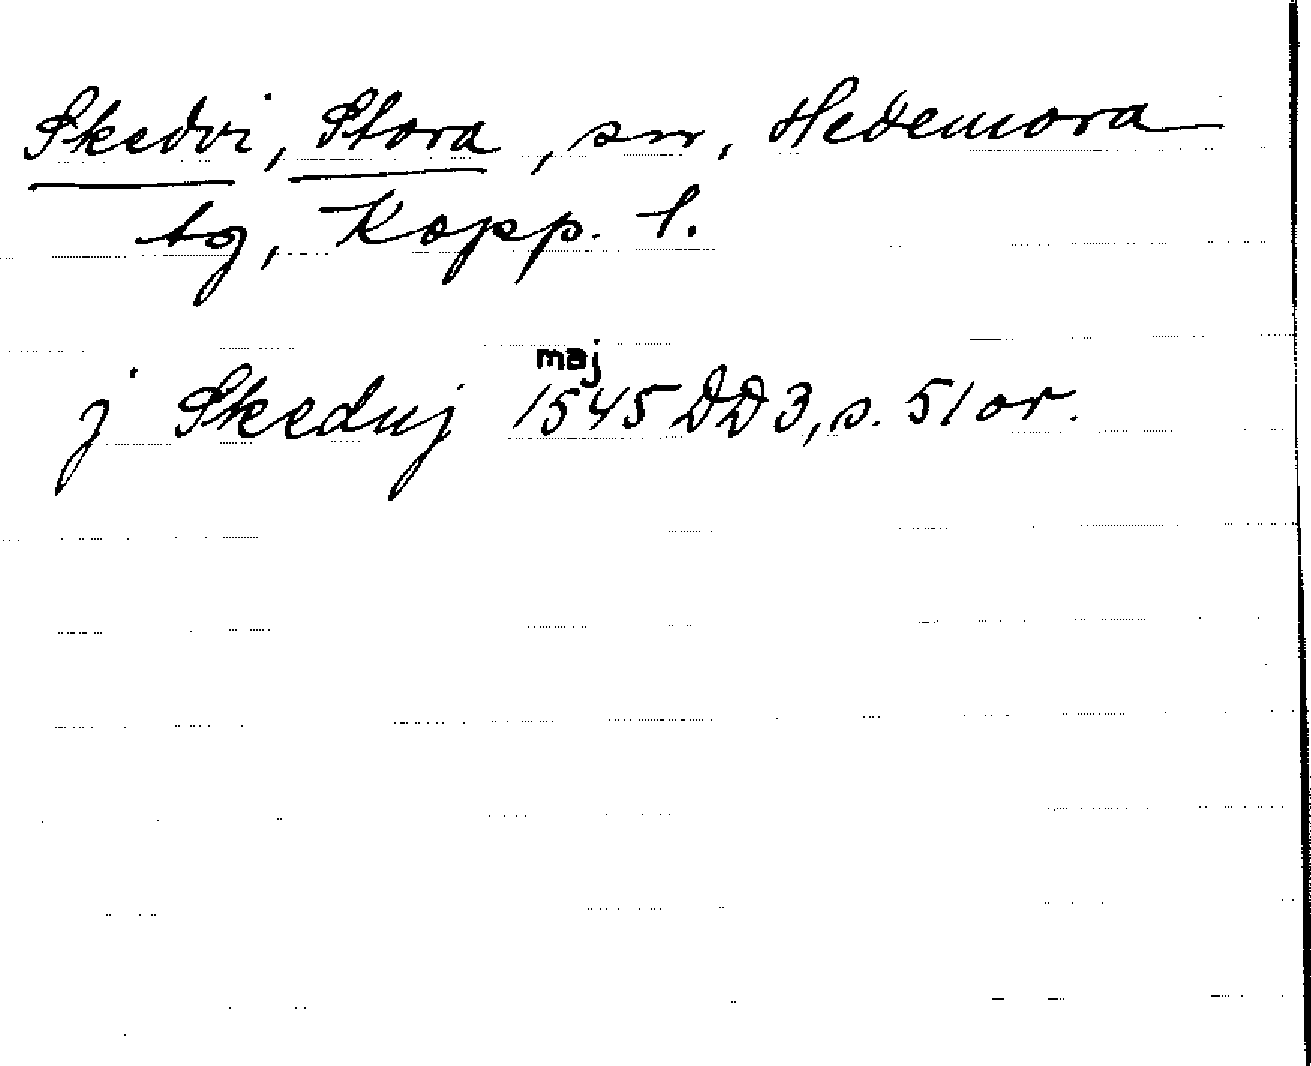 Skedvi, Stora, sn, Hedemora
tg, Kopp. l.
maj
j Skeduj 1545 DD3, s. 51 or.